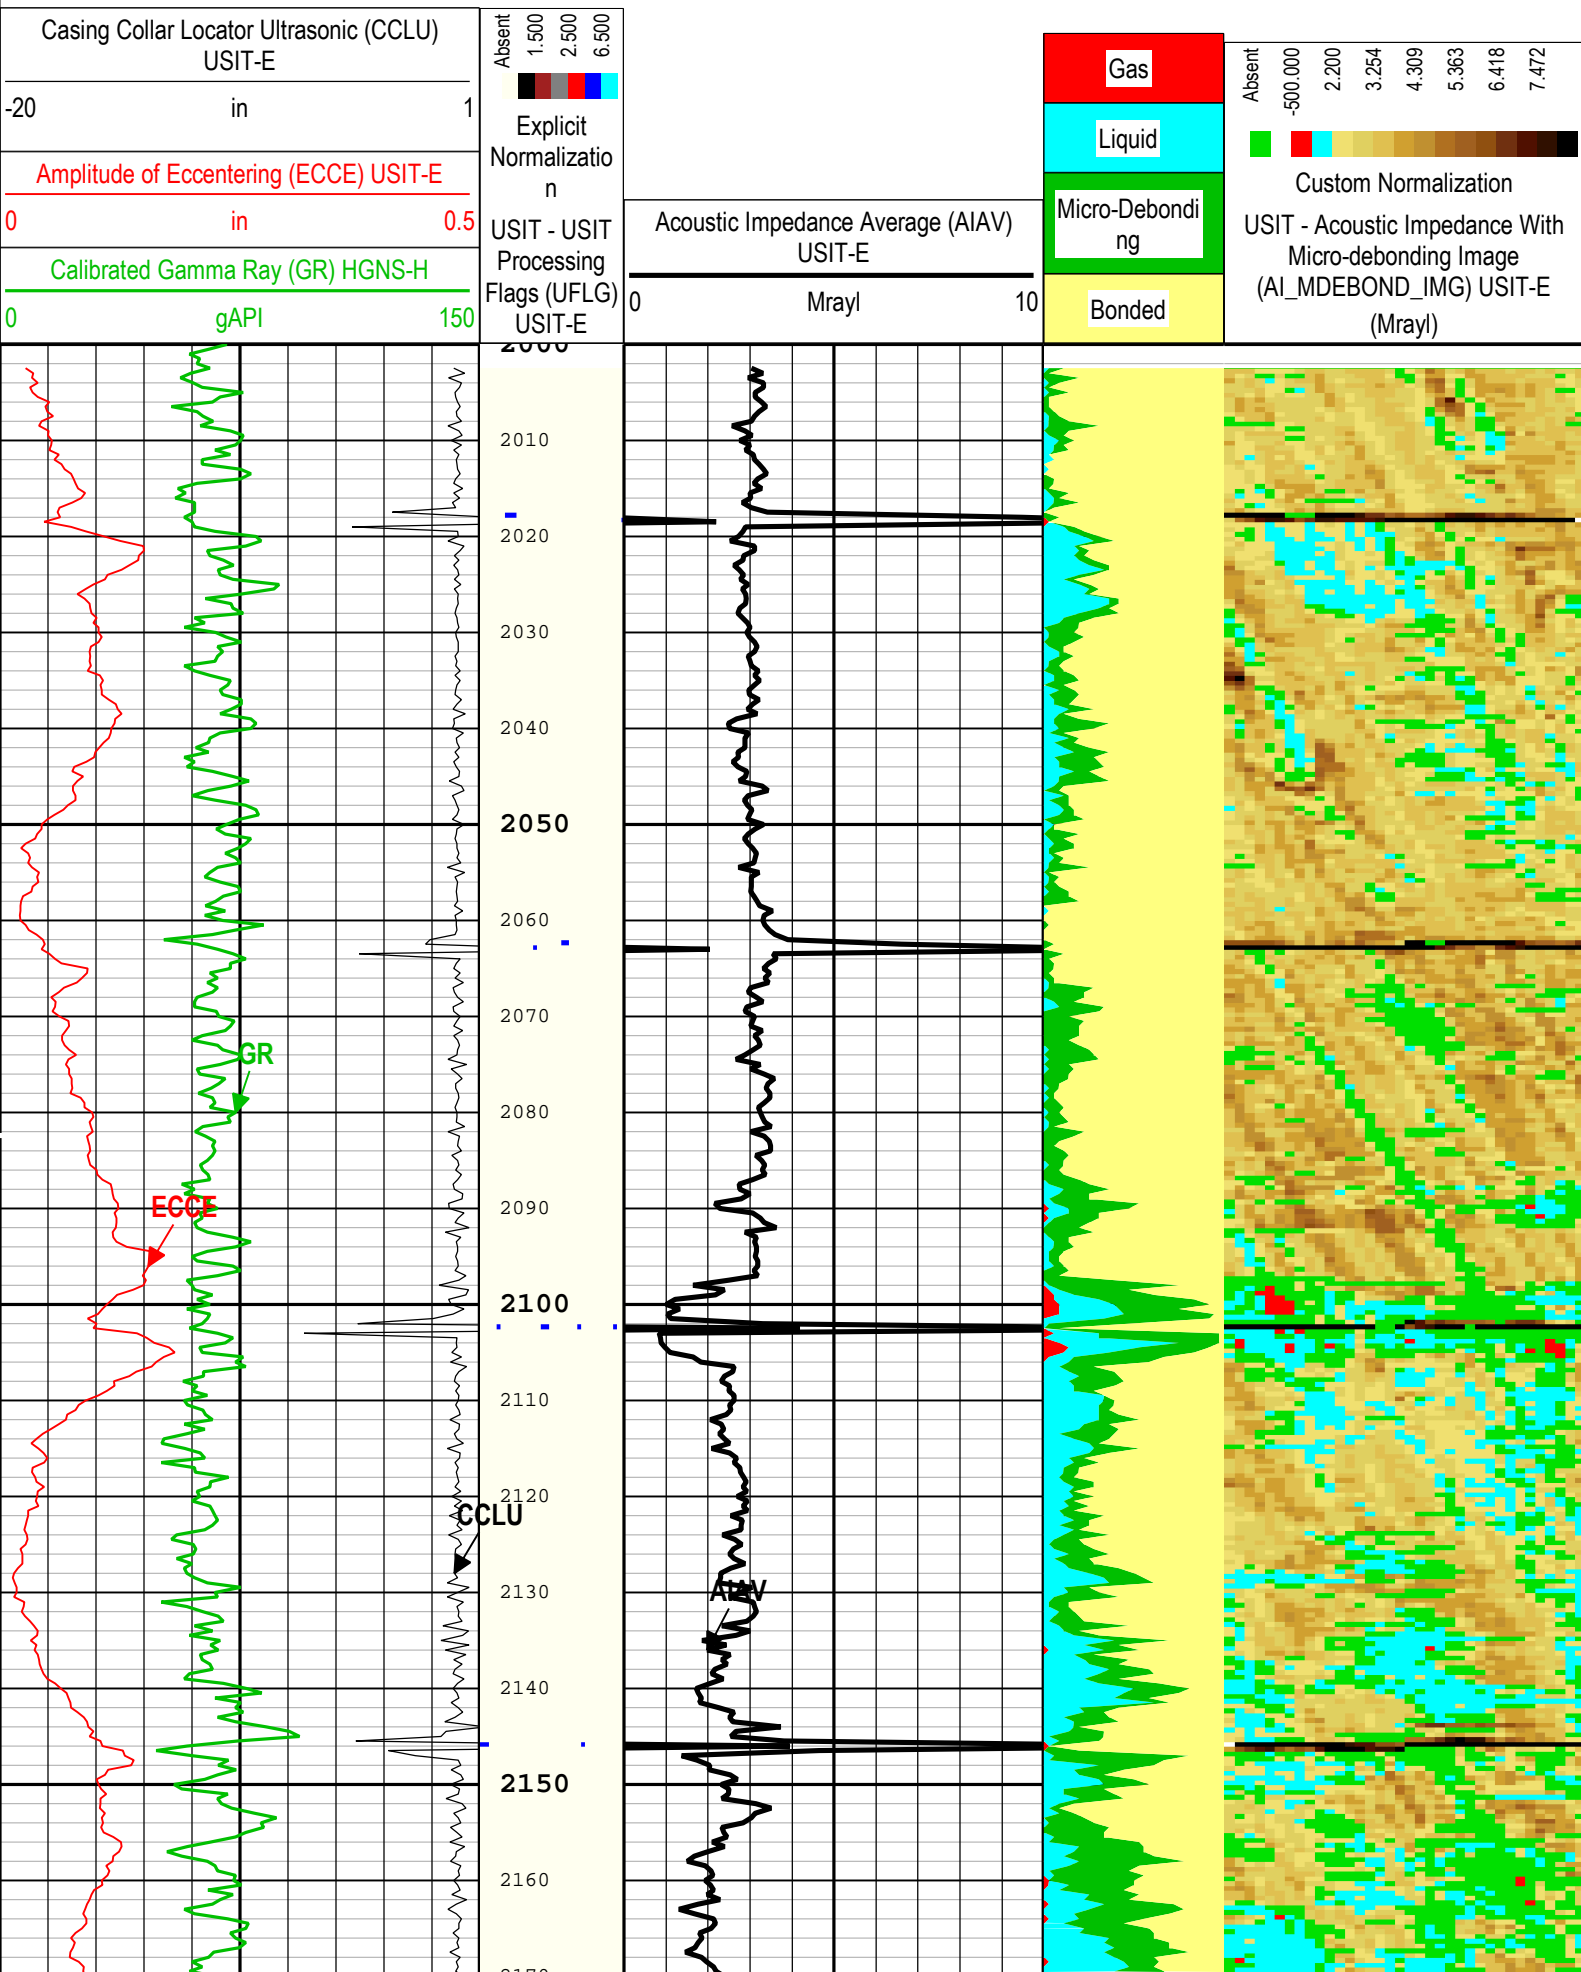 Casing Collar Locator Ultrasonic (CCLU)
USIT-E
-20 in 1
Amplitude of Eccentering (ECCE) USIT-E
0 in 0.5
Calibrated Gamma Ray (GR) HGNS-H
0 gAPI 150
Absent
1.500
2.500
6.500
Explicit
Normalizatio
n
USIT - USIT
Processing
Flags (UFLG)
USIT-E
Acoustic Impedance Average (AIAV)
USIT-E
0 Mrayl 10
Gas
Liquid
Micro-Debondi
ng
Bonded
Absent
-500.000
2.200
3.254
4.309
5.363
6.418
7.472
Custom Normalization
USIT - Acoustic Impedance With
Micro-debonding Image
(AI_MDEBOND_IMG) USIT-E
(Mrayl)
2000
2010
2020
2030
2040
2050
2060
2070
GR
2080
2090
ECCE
2100
2110
2120
CCLU
2130
AIAV
2140
2150
2160
2170